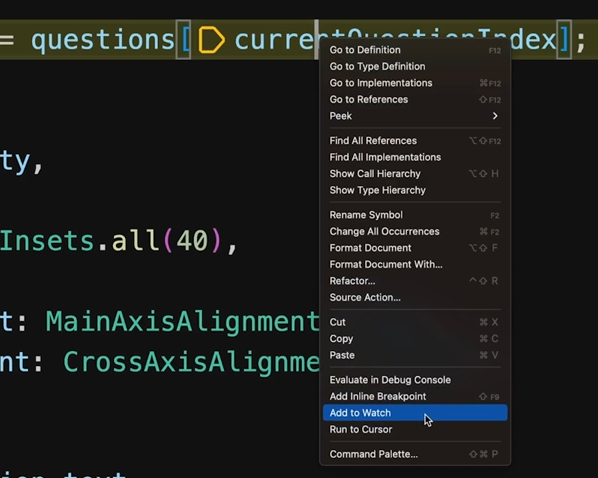 = questions[ currentQuestionIndex];
Go to Definition F12
Go to Type Definition
Go to Implementations ⌘F12
Go to References ⇧F12
Peek >
ty,
Find All References ⌥⇧F12
Find All Implementations
Show Call Hierarchy ⌥⇧ H
Show Type Hierarchy
Rename Symbol F2
Change All Occurrences ⌘ F2
Insets.all(40),
Format Document ⌥⇧ F
Format Document With...
Refactor... ⌃⇧ R
Source Action...
t: MainAxisAlignment
Cut ⌘ X
Copy ⌘ C
Paste ⌘ V
nt: CrossAxisAlignme
Evaluate in Debug Console
Add Inline Breakpoint ⇧ F9
Add to Watch
Run to Cursor
Command Palette... ⇧⌘ P